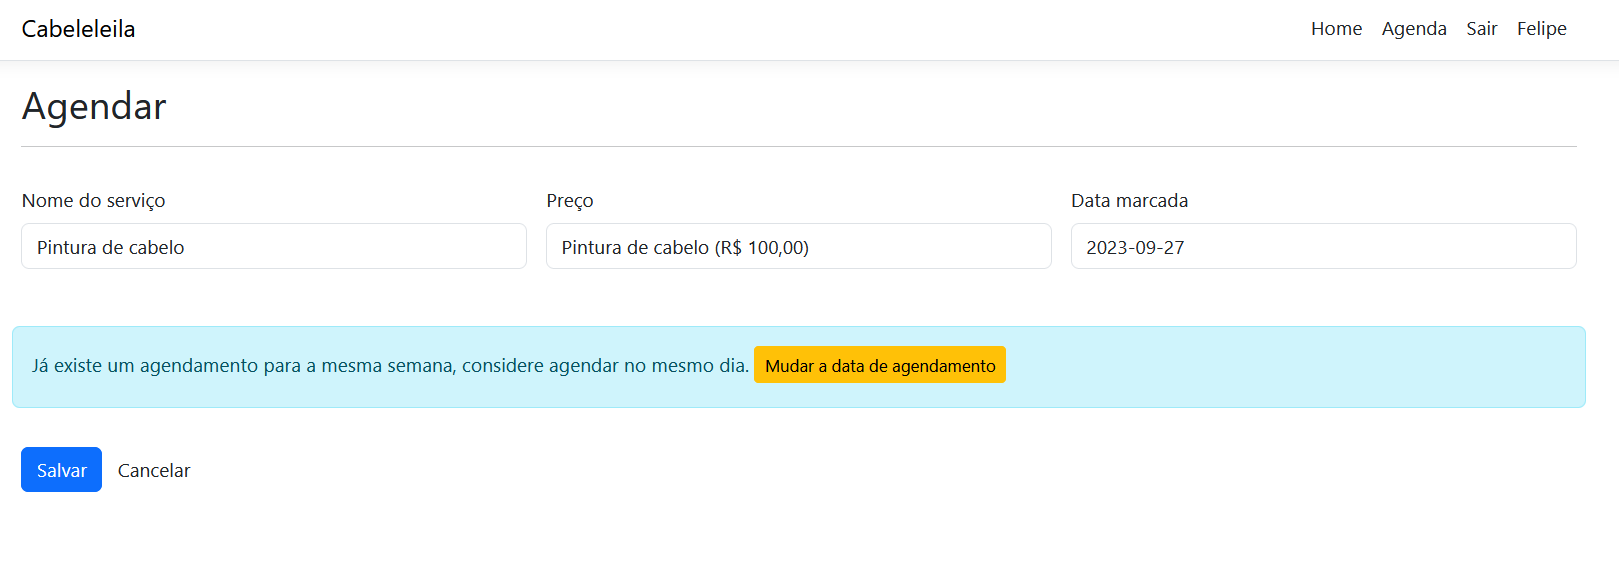 Cabeleleila Home Agenda Sair Felipe
Agendar
Nome do serviço Preço Data marcada
Pintura de cabelo Pintura de cabelo (R$ 100,00) 2023-09-27
Já existe um agendamento para a mesma semana, considere agendar no mesmo dia. Mudar a data de agendamento
Salvar Cancelar